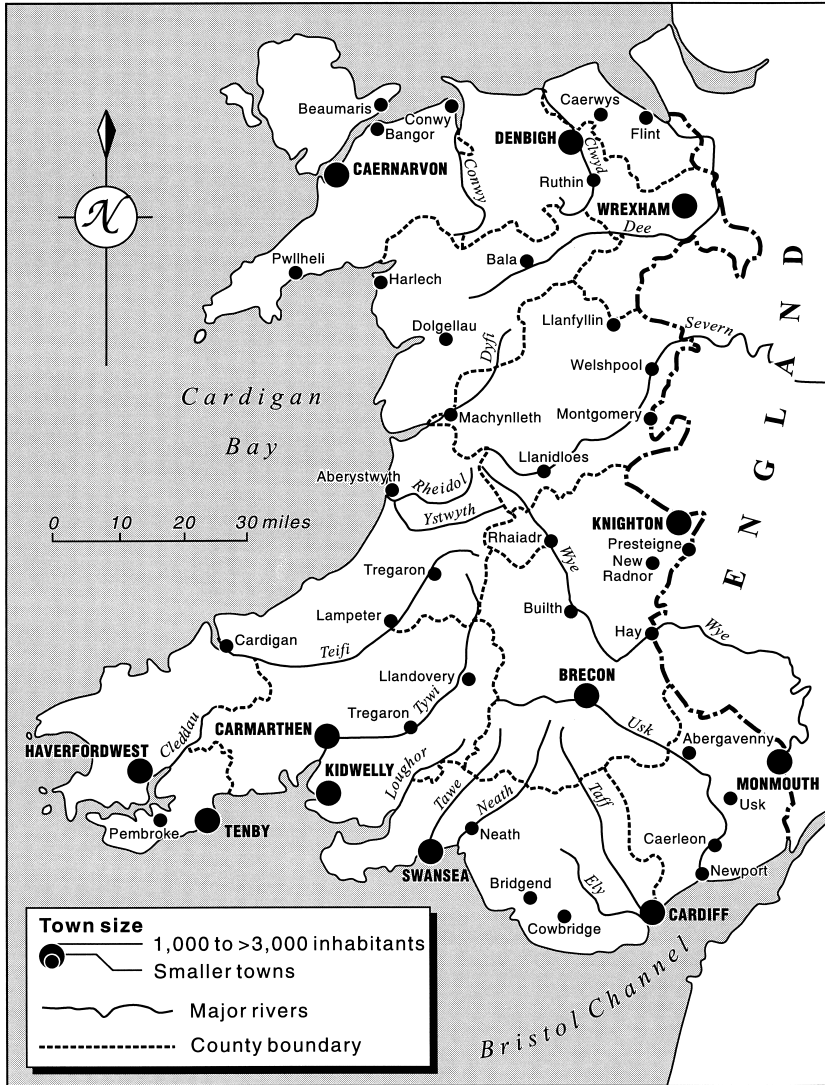 Beaumaris
Bangor
Conwy
CAERNARVON
Conwy
DENBIGH
Caerwys
Flint
Clwyd
Ruthin
WREXHAM
Dee
Bala
Pwllheli
Harlech
Dolgellau
Dyfi
Llanfyllin
Severn
Welshpool
Machynlleth
Montgomery
Llanidloes
N
Cardigan
Bay
ENGLAND
Aberystwyth
Rheidol
Ystwyth
0 10 20 30 miles
Rhaiadr
Wye
KNIGHTON
Presteigne
New
Radnor
Tregaron
Lampeter
Builth
Cardigan
Teifi
Hay
Wye
Llandovery
Tywi
BRECON
Tregaron
Usk
CARMARTHEN
Cleddau
HAVERFORDWEST
KIDWELLY
Loughor
Abergavenny
MONMOUTH
Usk
Pembroke
TENBY
Tawe
Neath
Taff
Neath
Caerleon
SWANSEA
Newport
Bridgend
Ely
Cowbridge
CARDIFF
Bristol Channel
Town size
1,000 to >3,000 inhabitants
Smaller towns
Major rivers
County boundary